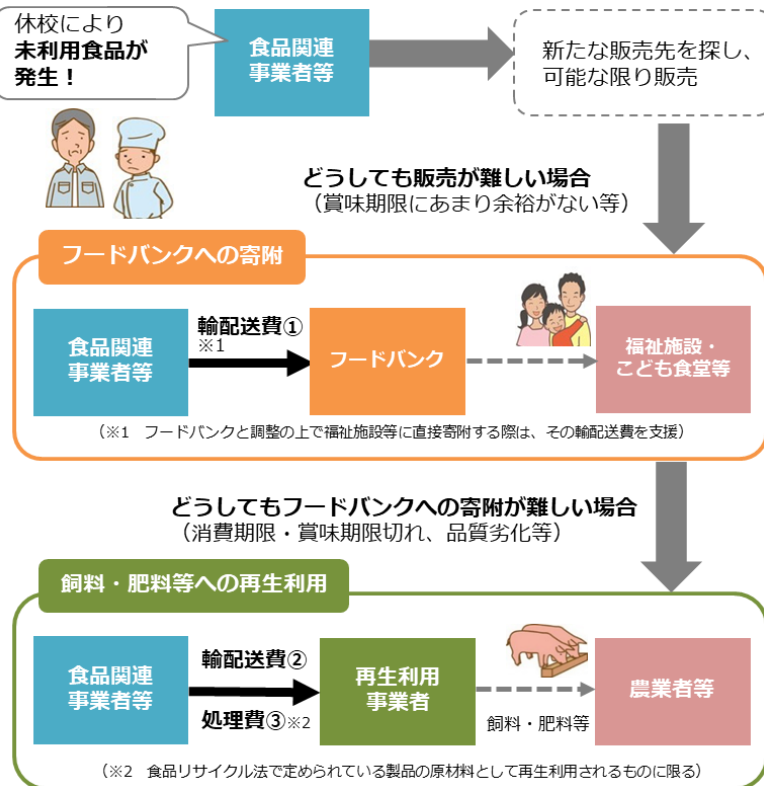 休校により
未利用食品が
発生！
食品関連
事業者等
新たな販売先を探し、
可能な限り販売
どうしても販売が難しい場合
（賞味期限にあまり余裕がない等）
フードバンクへの寄附
食品関連
事業者等
輸配送費①
※1
フードバンク
福祉施設・
こども食堂等
（※1　フードバンクと調整の上で福祉施設等に直接寄附する際は、その輸配送費を支援）
どうしてもフードバンクへの寄附が難しい場合
（消費期限・賞味期限切れ、品質劣化等）
飼料・肥料等への再生利用
食品関連
事業者等
輸配送費②
処理費③※2
再生利用
事業者
飼料・肥料等
農業者等
（※2　食品リサイクル法で定められている製品の原材料として再生利用されるものに限る）